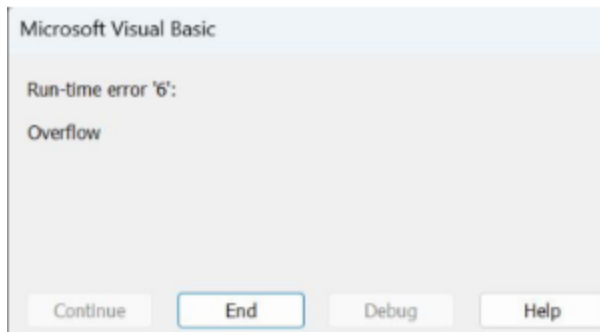 Microsoft Visual Basic
Run-time error '6':
Overflow
Continue End Debug Help